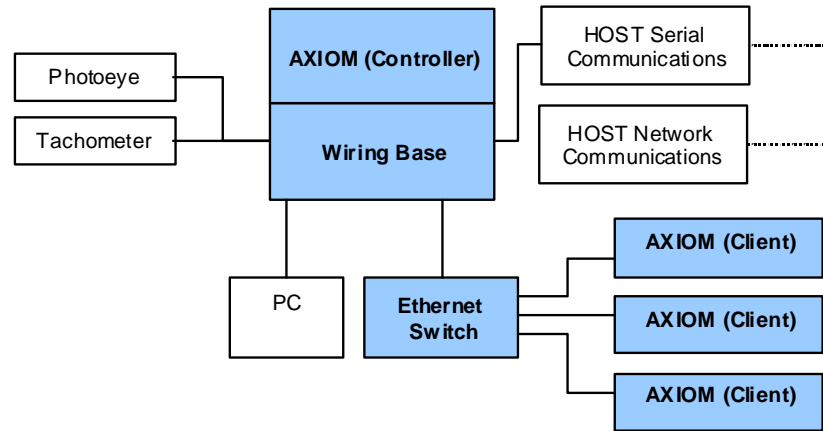 AXIOM (Controller)
HOST Serial
Communications
Photoeye
Tachometer
Wiring Base
HOST Network
Communications
AXIOM (Client)
PC
Ethernet
Switch
AXIOM (Client)
AXIOM (Client)